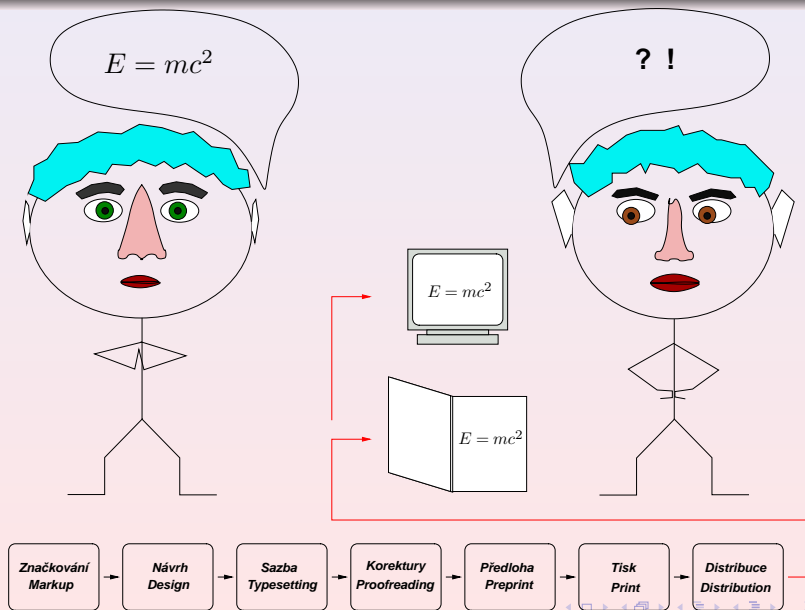 E = mc²
? !
E = mc²
E = mc²
Značkování
Markup
Návrh
Design
Sazba
Typesetting
Korektury
Proofreading
Předloha
Preprint
Tisk
Print
Distribuce
Distribution